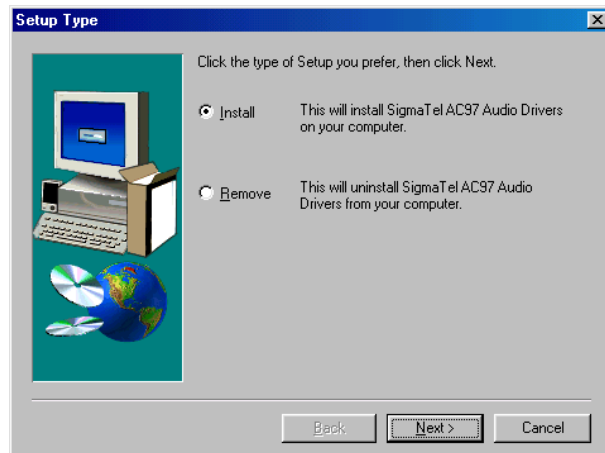 Setup Type
Click the type of Setup you prefer, then click Next.
Install
This will install SigmaTel AC97 Audio Drivers
on your computer.
Remove
This will uninstall SigmaTel AC97 Audio
Drivers from your computer.
Back
Next >
Cancel